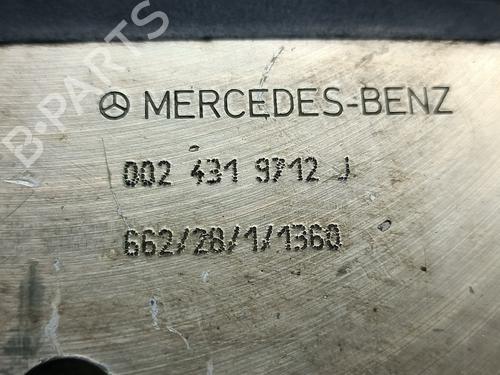 B-PARTS
MERCEDES-BENZ
002 431 9712 J
662/28/1/1360